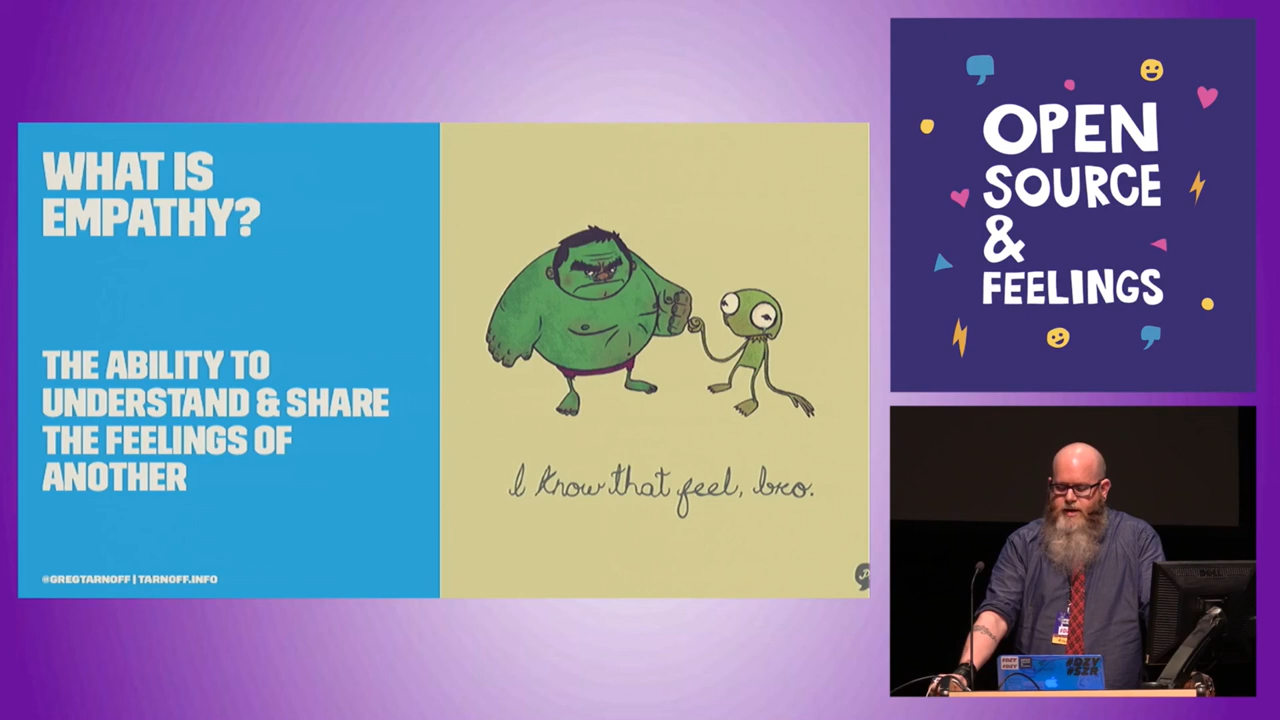 WHAT IS
EMPATHY?
THE ABILITY TO
UNDERSTAND & SHARE
THE FEELINGS OF
ANOTHER
@GREGTARNOFF | TARNOFF.INFO
I know that feel, bro.
OPEN
SOURCE
&
FEELINGS
DELL